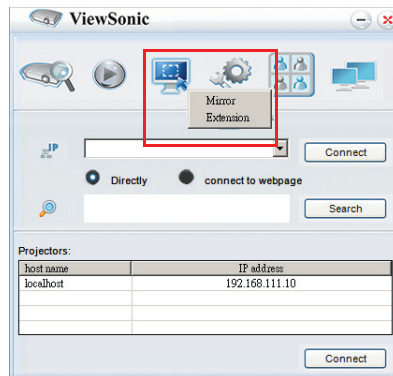 ViewSonic
Mirror
Extension
IP
Connect
Directly connect to webpage
Search
Projectors:
host name IP address
localhost 192.168.111.10
Connect